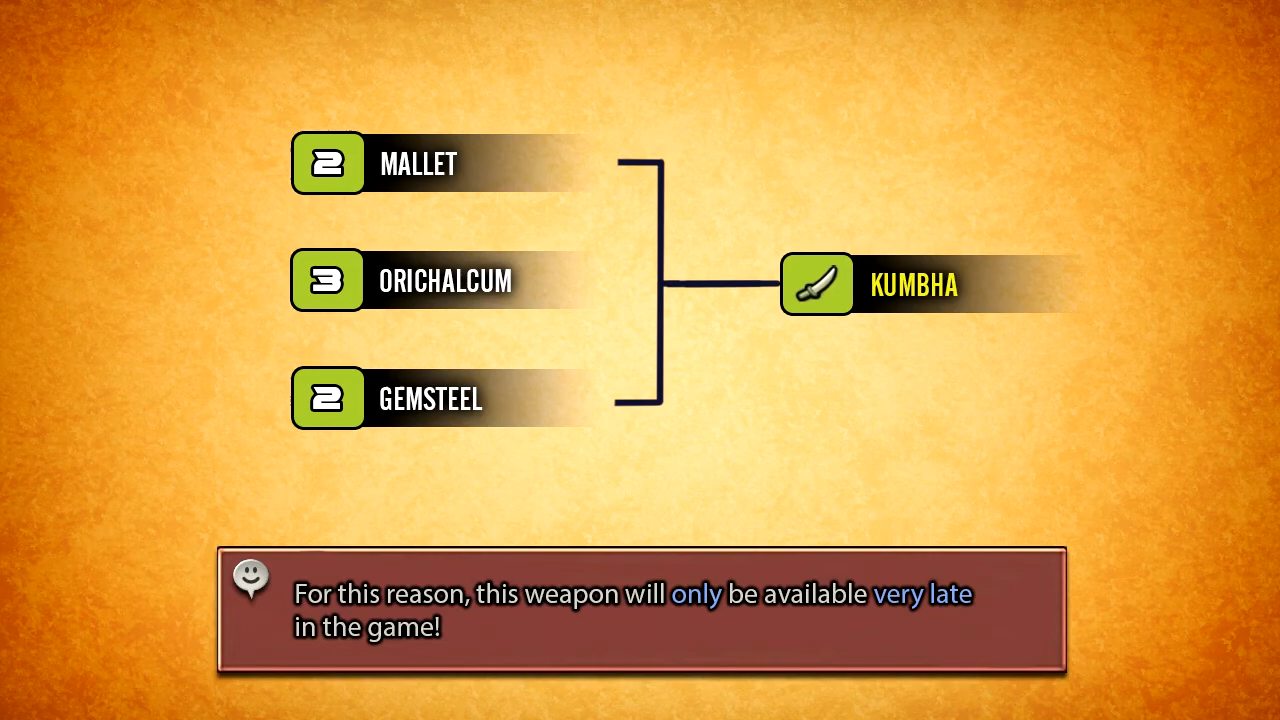 2 MALLET
3 ORICHALCUM
KUMBHA
2 GEMSTEEL
For this reason, this weapon will only be available very late
in the game!